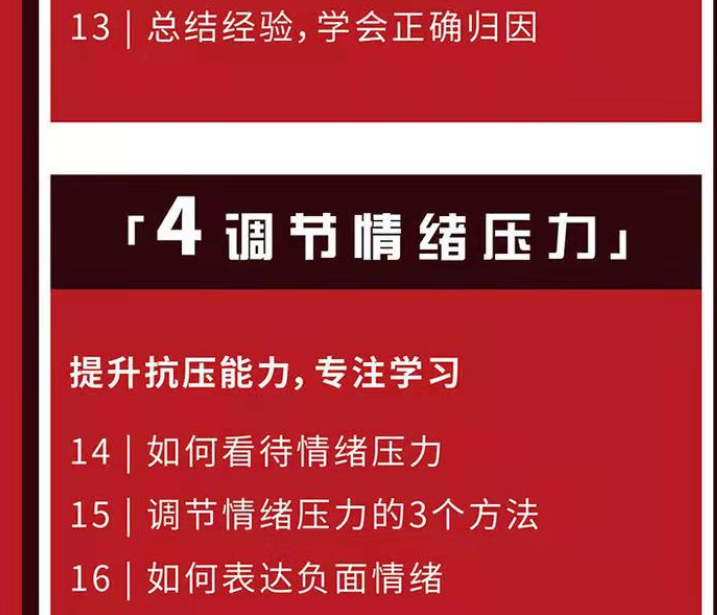 13 | 总结经验,学会正确归因
「4调节情绪压力」
提升抗压能力,专注学习
14 | 如何看待情绪压力
15 | 调节情绪压力的3个方法
16 | 如何表达负面情绪